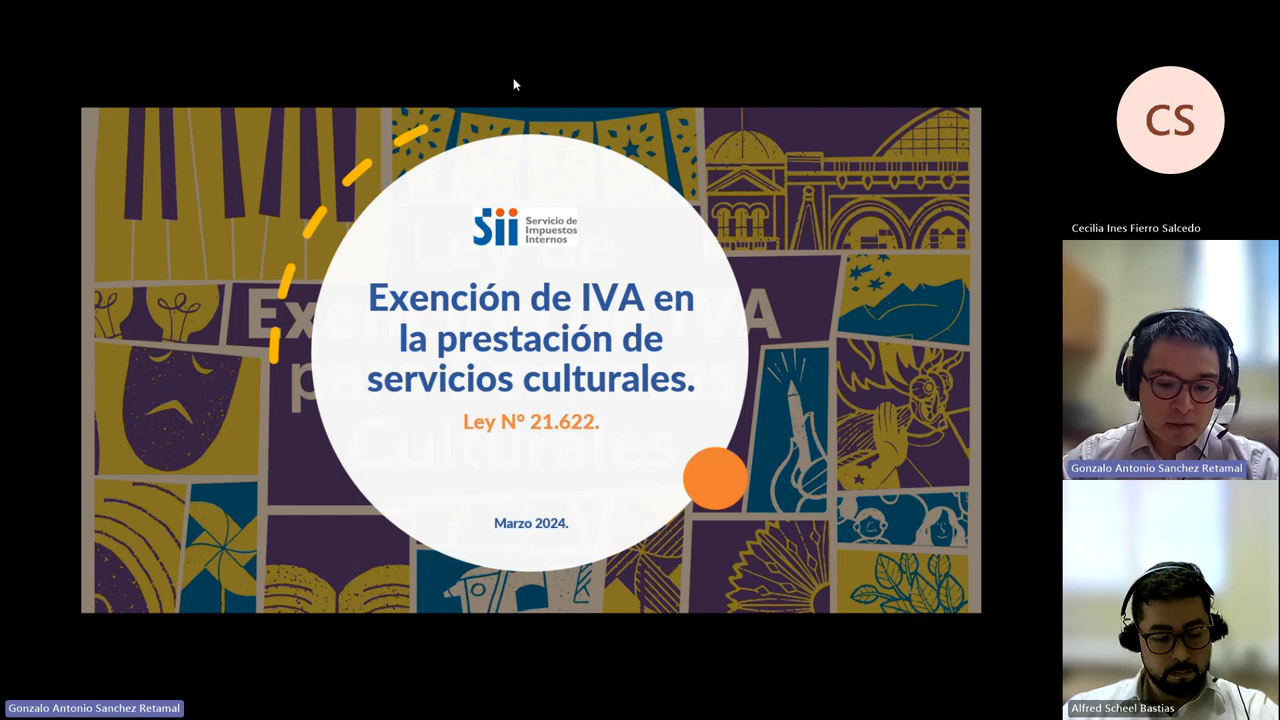 Sii Servicio de
Impuestos
Internos
Exención de IVA en
la prestación de
servicios culturales.
Ley N° 21.622.
Marzo 2024.
CS
Cecilia Ines Fierro Salcedo
Gonzalo Antonio Sanchez Retamal
Alfred Scheel Bastias
Gonzalo Antonio Sanchez Retamal